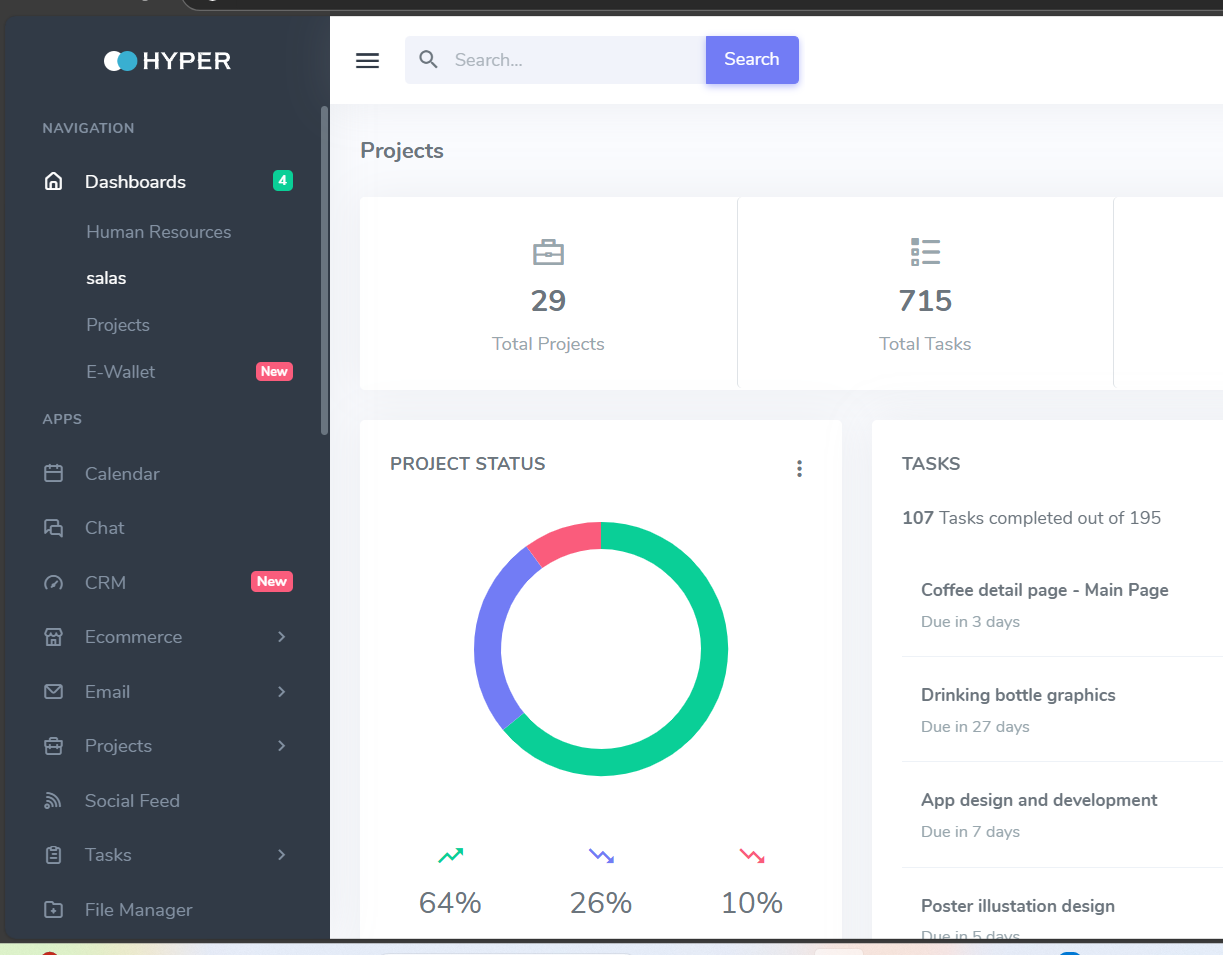 HYPER
Search...
Search
NAVIGATION
Dashboards 4
Human Resources
salas
Projects
E-Wallet New
APPS
Calendar
Chat
CRM New
Ecommerce
Email
Projects
Social Feed
Tasks
File Manager
Projects
29
Total Projects
715
Total Tasks
PROJECT STATUS
64% 26% 10%
TASKS
107 Tasks completed out of 195
Coffee detail page - Main Page
Due in 3 days
Drinking bottle graphics
Due in 27 days
App design and development
Due in 7 days
Poster illustation design
Due in 5 days